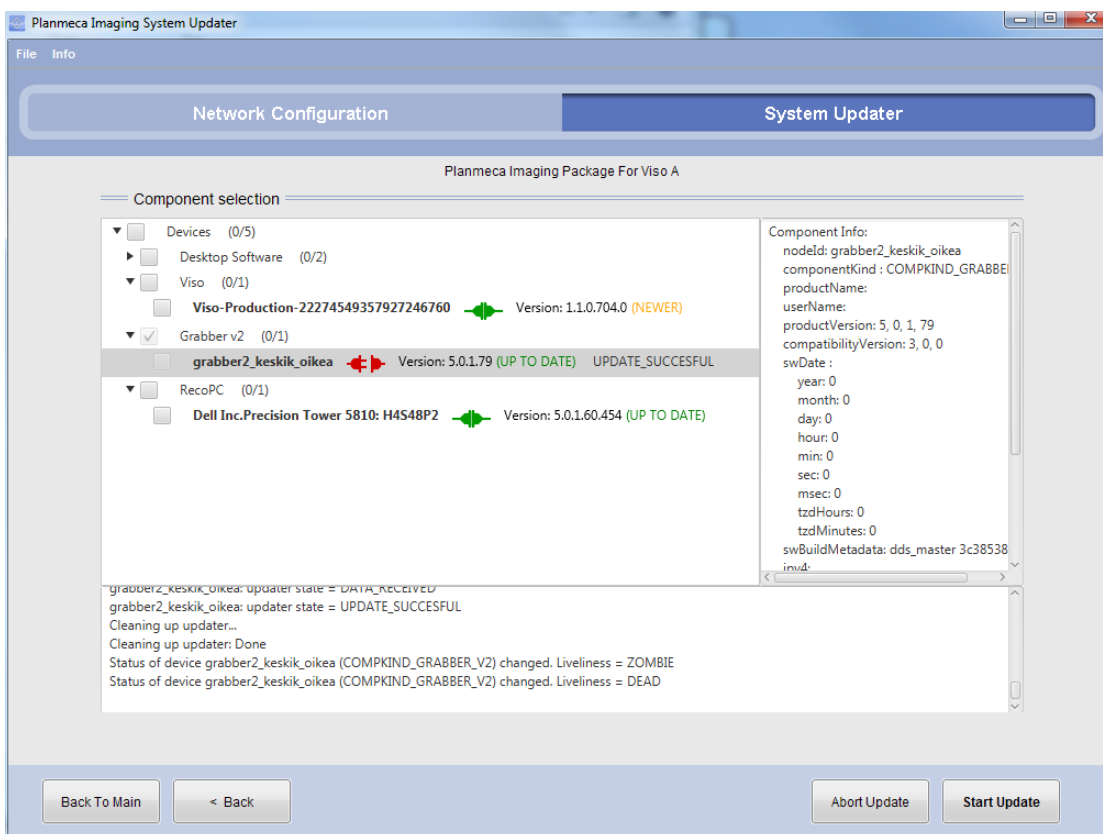 Planmeca Imaging System Updater
File Info
Network Configuration System Updater
Planmeca Imaging Package For Viso A
Component selection
Devices (0/5)
Desktop Software (0/2)
Viso (0/1)
Viso-Production-22274549357927246760 Version: 1.1.0.704.0 (NEWER)
Grabber v2 (0/1)
grabber2_keskik_oikea Version: 5.0.1.79 (UP TO DATE) UPDATE_SUCCESFUL
RecoPC (0/1)
Dell Inc.Precision Tower 5810: H4S48P2 Version: 5.0.1.60.454 (UP TO DATE)
Component Info:
nodeId: grabber2_keskik_oikea
componentKind : COMPKIND_GRABBE
productName:
userName:
productVersion: 5, 0, 1, 79
compatibilityVersion: 3, 0, 0
swDate :
year: 0
month: 0
day: 0
hour: 0
min: 0
sec: 0
msec: 0
tzdHours: 0
tzdMinutes: 0
swBuildMetadata: dds_master 3c38538
ipv4:
grabber2_keskik_oikea: updater state = DATA_RECEIVED
grabber2_keskik_oikea: updater state = UPDATE_SUCCESFUL
Cleaning up updater...
Cleaning up updater: Done
Status of device grabber2_keskik_oikea (COMPKIND_GRABBER_V2) changed. Liveliness = ZOMBIE
Status of device grabber2_keskik_oikea (COMPKIND_GRABBER_V2) changed. Liveliness = DEAD
Back To Main < Back Abort Update Start Update